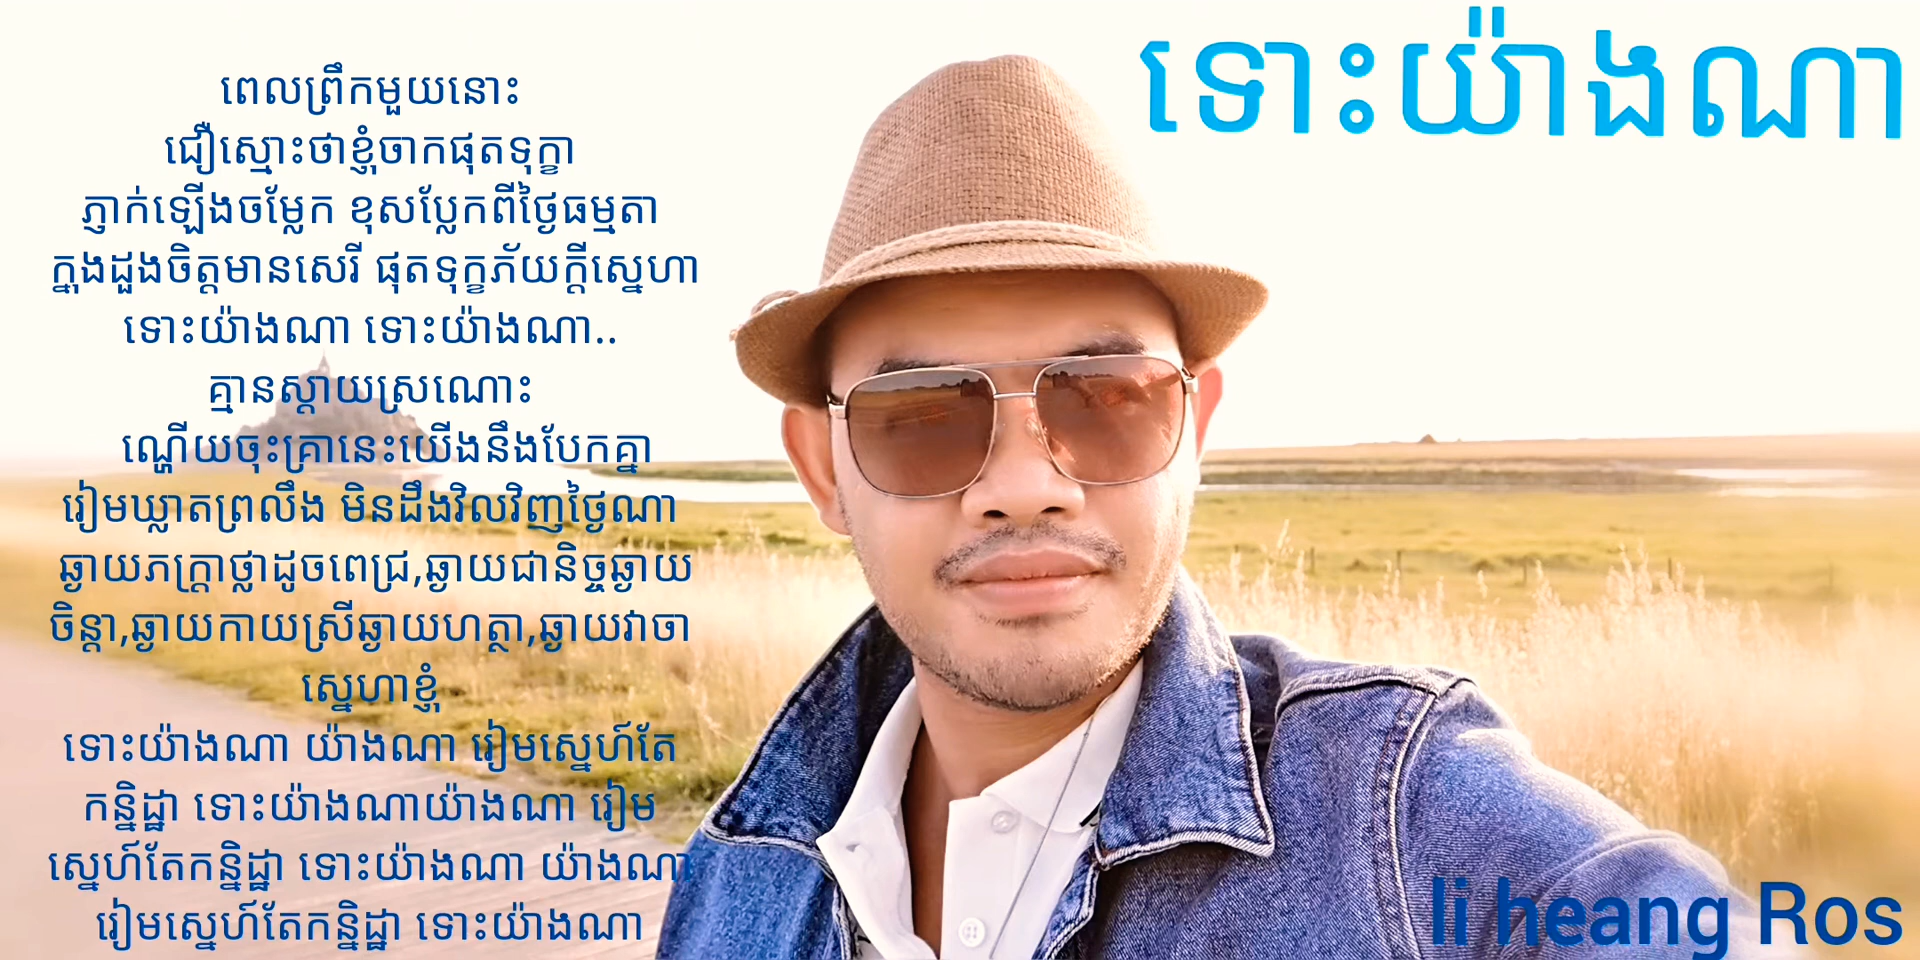 ទោះយ៉ាងណា
ពេលព្រឹកមួយនោះ
ជឿស្មោះថាខ្ញុំចាកផុតទុក្ខា
ភ្ញាក់ឡើងចម្លែក ខុសប្លែកពីថ្ងៃធម្មតា
ក្នុងដួងចិត្តមានសេរី ផុតទុក្ខភ័យក្តីស្នេហា
ទោះយ៉ាងណា ទោះយ៉ាងណា..
គ្មានស្តាយស្រណោះ
ណ្ហើយចុះគ្រានេះយើងនឹងបែកគ្នា
រៀមឃ្លាតព្រលឹង មិនដឹងវិលវិញថ្ងៃណា
ឆ្ងាយភក្ត្រាថ្លាដូចពេជ្រ,ឆ្ងាយជានិច្ចឆ្ងាយ
ចិន្តា,ឆ្ងាយកាយស្រីឆ្ងាយហត្ថា,ឆ្ងាយវាចា
ស្នេហាខ្ញុំ
ទោះយ៉ាងណា យ៉ាងណា រៀមស្នេហ៍តែ
កន្និដ្ឋា ទោះយ៉ាងណាយ៉ាងណា រៀម
ស្នេហ៍តែកន្និដ្ឋា ទោះយ៉ាងណា យ៉ាងណា
រៀមស្នេហ៍តែកន្និដ្ឋា ទោះយ៉ាងណា
li heang Ros